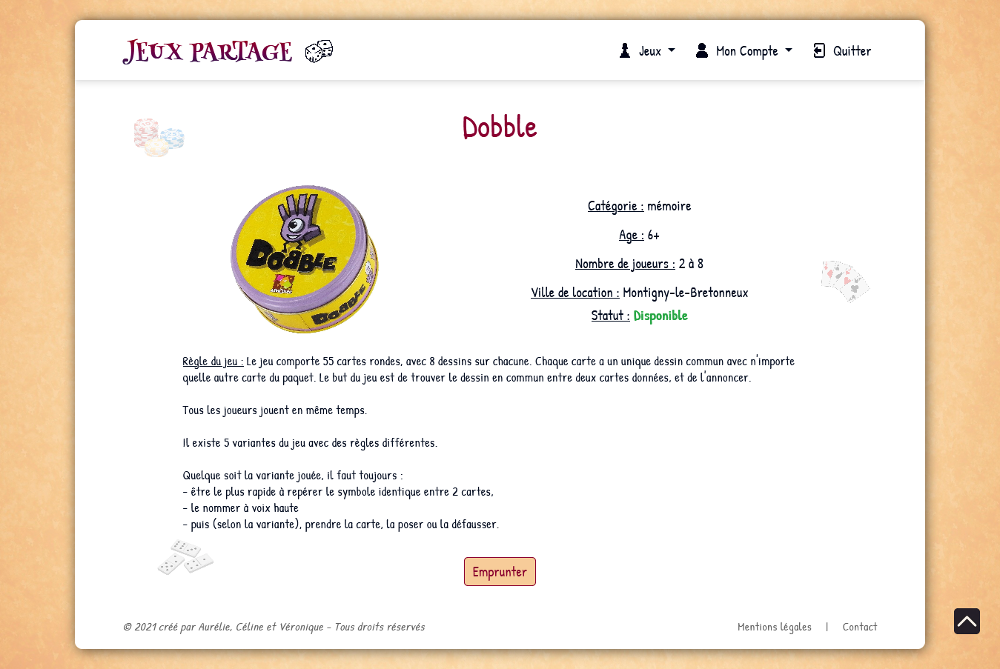 Jeux Partage
Jeux
Mon Compte
Quitter
Dobble
DOBBLE
DOBBLE
Catégorie : mémoire
Age : 6+
Nombre de joueurs : 2 à 8
Ville de location : Montigny-le-Bretonneux
Statut : Disponible
Règle du jeu : Le jeu comporte 55 cartes rondes, avec 8 dessins sur chacune. Chaque carte a un unique dessin commun avec n'importe
quelle autre carte du paquet. Le but du jeu est de trouver le dessin en commun entre deux cartes données, et de l'annoncer.
Tous les joueurs jouent en même temps.
Il existe 5 variantes du jeu avec des règles différentes.
Quelque soit la variante jouée, il faut toujours :
- être le plus rapide à repérer le symbole identique entre 2 cartes,
- le nommer à voix haute
- puis (selon la variante), prendre la carte, la poser ou la défausser.
Emprunter
© 2021 créé par Aurélie, Céline et Véronique - Tous droits réservés
Mentions légales | Contact